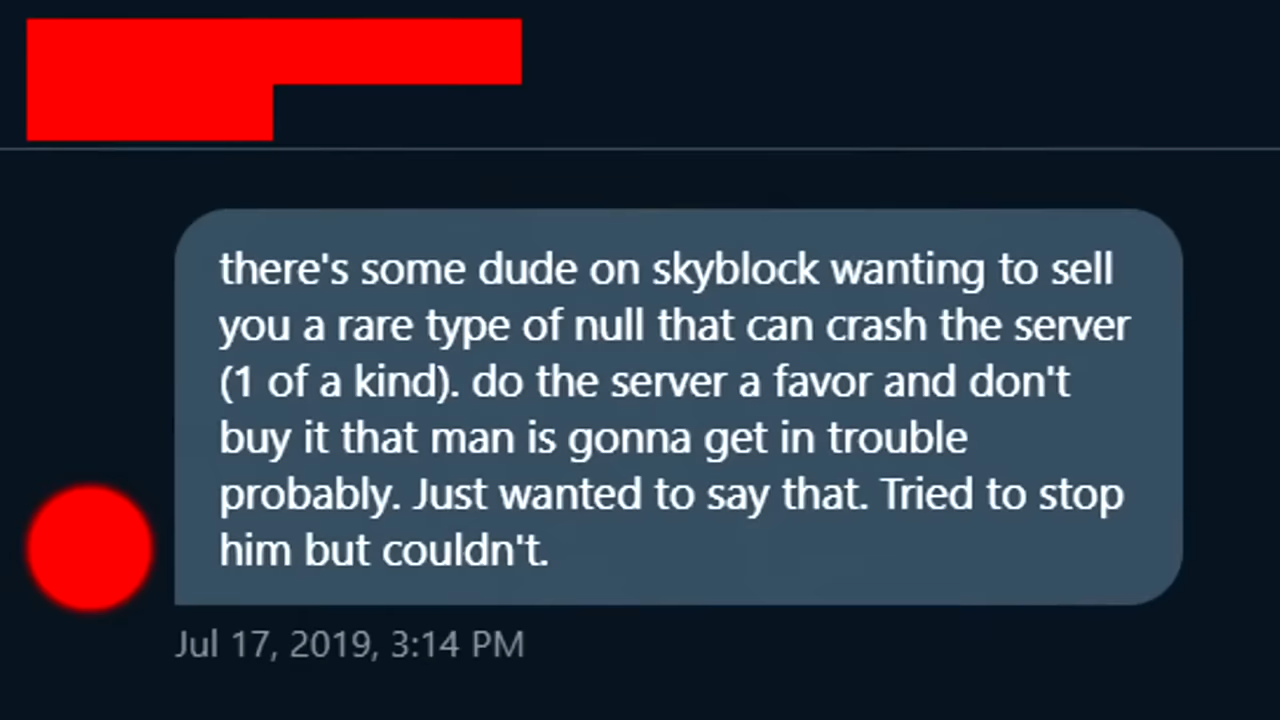 there's some dude on skyblock wanting to sell
you a rare type of null that can crash the server
(1 of a kind). do the server a favor and don't
buy it that man is gonna get in trouble
probably. Just wanted to say that. Tried to stop
him but couldn't.
Jul 17, 2019, 3:14 PM